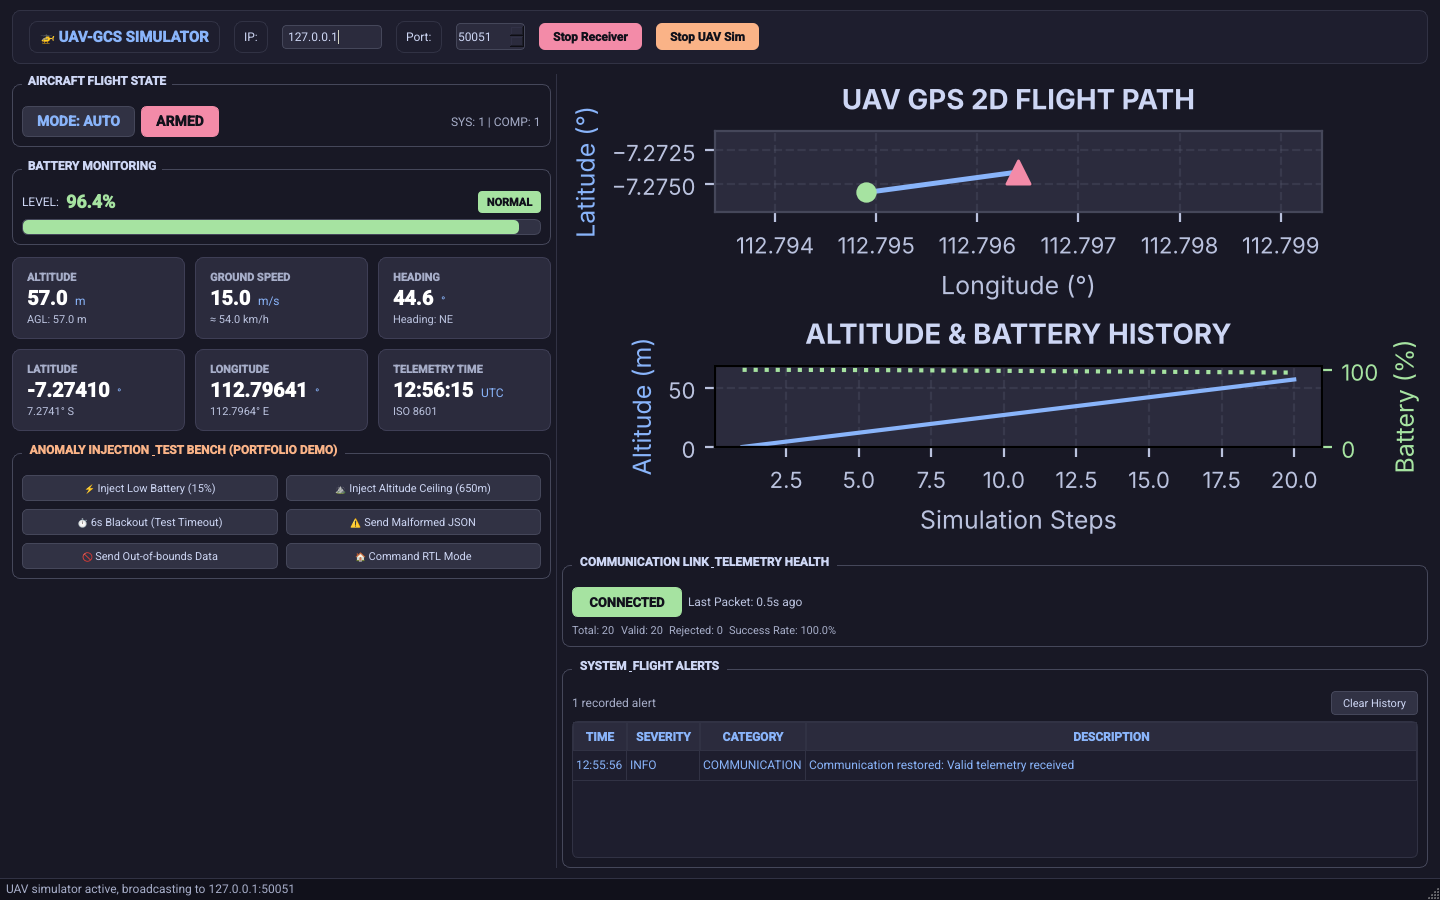 UAV-GCS SIMULATOR
IP:
127.0.0.1
Port:
50051
Stop Receiver
Stop UAV Sim
AIRCRAFT FLIGHT STATE
MODE: AUTO
ARMED
SYS: 1 | COMP: 1
BATTERY MONITORING
LEVEL: 96.4%
NORMAL
ALTITUDE
57.0 m
AGL: 57.0 m
GROUND SPEED
15.0 m/s
≈ 54.0 km/h
HEADING
44.6 °
Heading: NE
LATITUDE
-7.27410 °
7.2741° S
LONGITUDE
112.79641 °
112.7964° E
TELEMETRY TIME
12:56:15 UTC
ISO 8601
ANOMALY INJECTION _TEST BENCH (PORTFOLIO DEMO)
⚡ Inject Low Battery (15%)
Inject Altitude Ceiling (650m)
6s Blackout (Test Timeout)
⚠ Send Malformed JSON
Send Out-of-bounds Data
Command RTL Mode
UAV GPS 2D FLIGHT PATH
Latitude (°)
−7.2725
−7.2750
112.794 112.795 112.796 112.797 112.798 112.799
Longitude (°)
ALTITUDE & BATTERY HISTORY
Altitude (m)
50
0
100
0
Battery (%)
2.5 5.0 7.5 10.0 12.5 15.0 17.5 20.0
Simulation Steps
COMMUNICATION LINK _TELEMETRY HEALTH
CONNECTED
Last Packet: 0.5s ago
Total: 20 Valid: 20 Rejected: 0 Success Rate: 100.0%
SYSTEM _FLIGHT ALERTS
1 recorded alert
Clear History
TIME SEVERITY CATEGORY DESCRIPTION
12:55:56 INFO COMMUNICATION Communication restored: Valid telemetry received
UAV simulator active, broadcasting to 127.0.0.1:50051